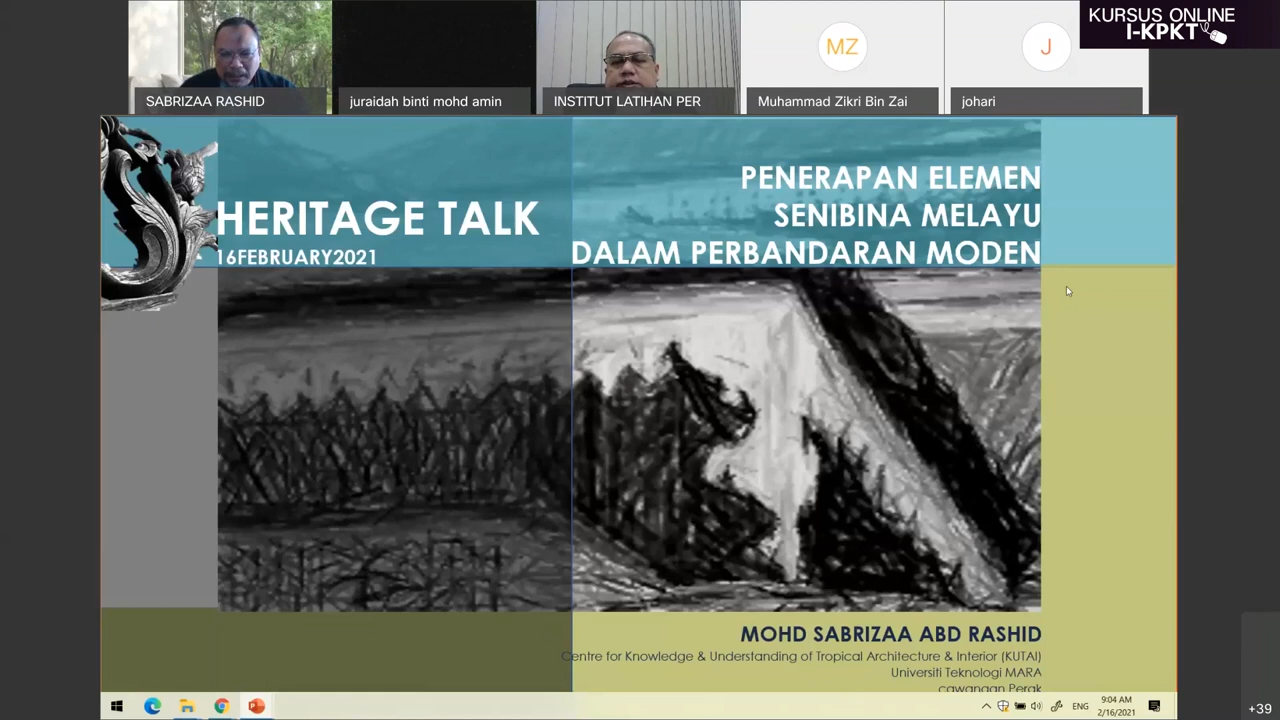 KURSUS ONLINE
I-KPKT
SABRIZAA RASHID
juraidah binti mohd amin
INSTITUT LATIHAN PER
MZ
Muhammad Zikri Bin Zai
J
johari
HERITAGE TALK
16FEBRUARY2021
PENERAPAN ELEMEN
SENIBINA MELAYU
DALAM PERBANDARAN MODEN
MOHD SABRIZAA ABD RASHID
Centre for Knowledge & Understanding of Tropical Architecture & Interior (KUTAI)
Universiti Teknologi MARA
cawangan Perak
ENG
9:04 AM
2/16/2021
+39